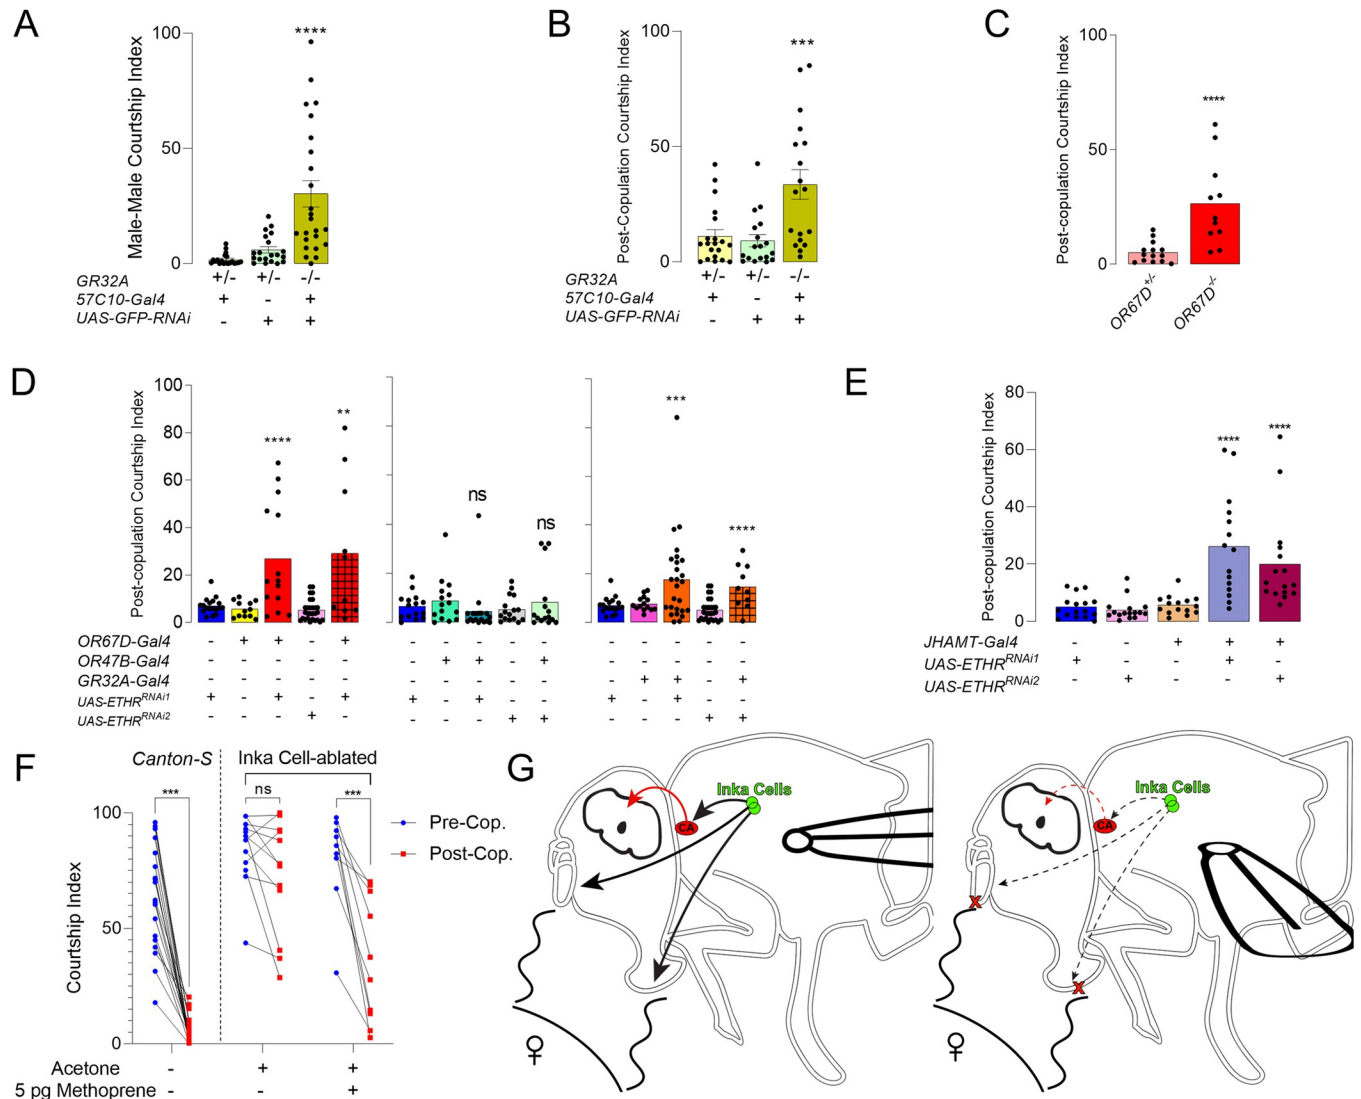 A
Male-Male Courtship Index
100
50
0
****
GR32A +/- +/- -/-
57C10-Gal4 + - +
UAS-GFP-RNAi - + +
B
Post-Copulation Courtship Index
100
50
0
***
GR32A +/- +/- -/-
57C10-Gal4 + - +
UAS-GFP-RNAi - + +
C
Post-copulation Courtship Index
100
50
0
****
OR67D+/-
OR67D-/-
D
Post-copulation Courtship Index
100
80
60
40
20
0
**** **
ns ns
*** ****
OR67D-Gal4 - + + - + - - - - - - - - - -
OR47B-Gal4 - - - - - - + + - + - - - - -
GR32A-Gal4 - - - - - - - - - - - + + - +
UAS-ETHRRNAi1 + - + - - + - + - - + - + - -
UAS-ETHRRNAi2 - - - + + - - - + + - - - + +
E
Post-copulation Courtship Index
80
60
40
20
0
**** ****
JHAMT-Gal4 - - + + +
UAS-ETHRRNAi1 + - - + -
UAS-ETHRRNAi2 - + - - +
F
Canton-S Inka Cell-ablated
*** ns ***
Courtship Index
100
50
0
Pre-Cop.
Post-Cop.
Acetone - + +
5 pg Methoprene - - +
G
Inka Cells
CA
♀
Inka Cells
CA
X
X
♀